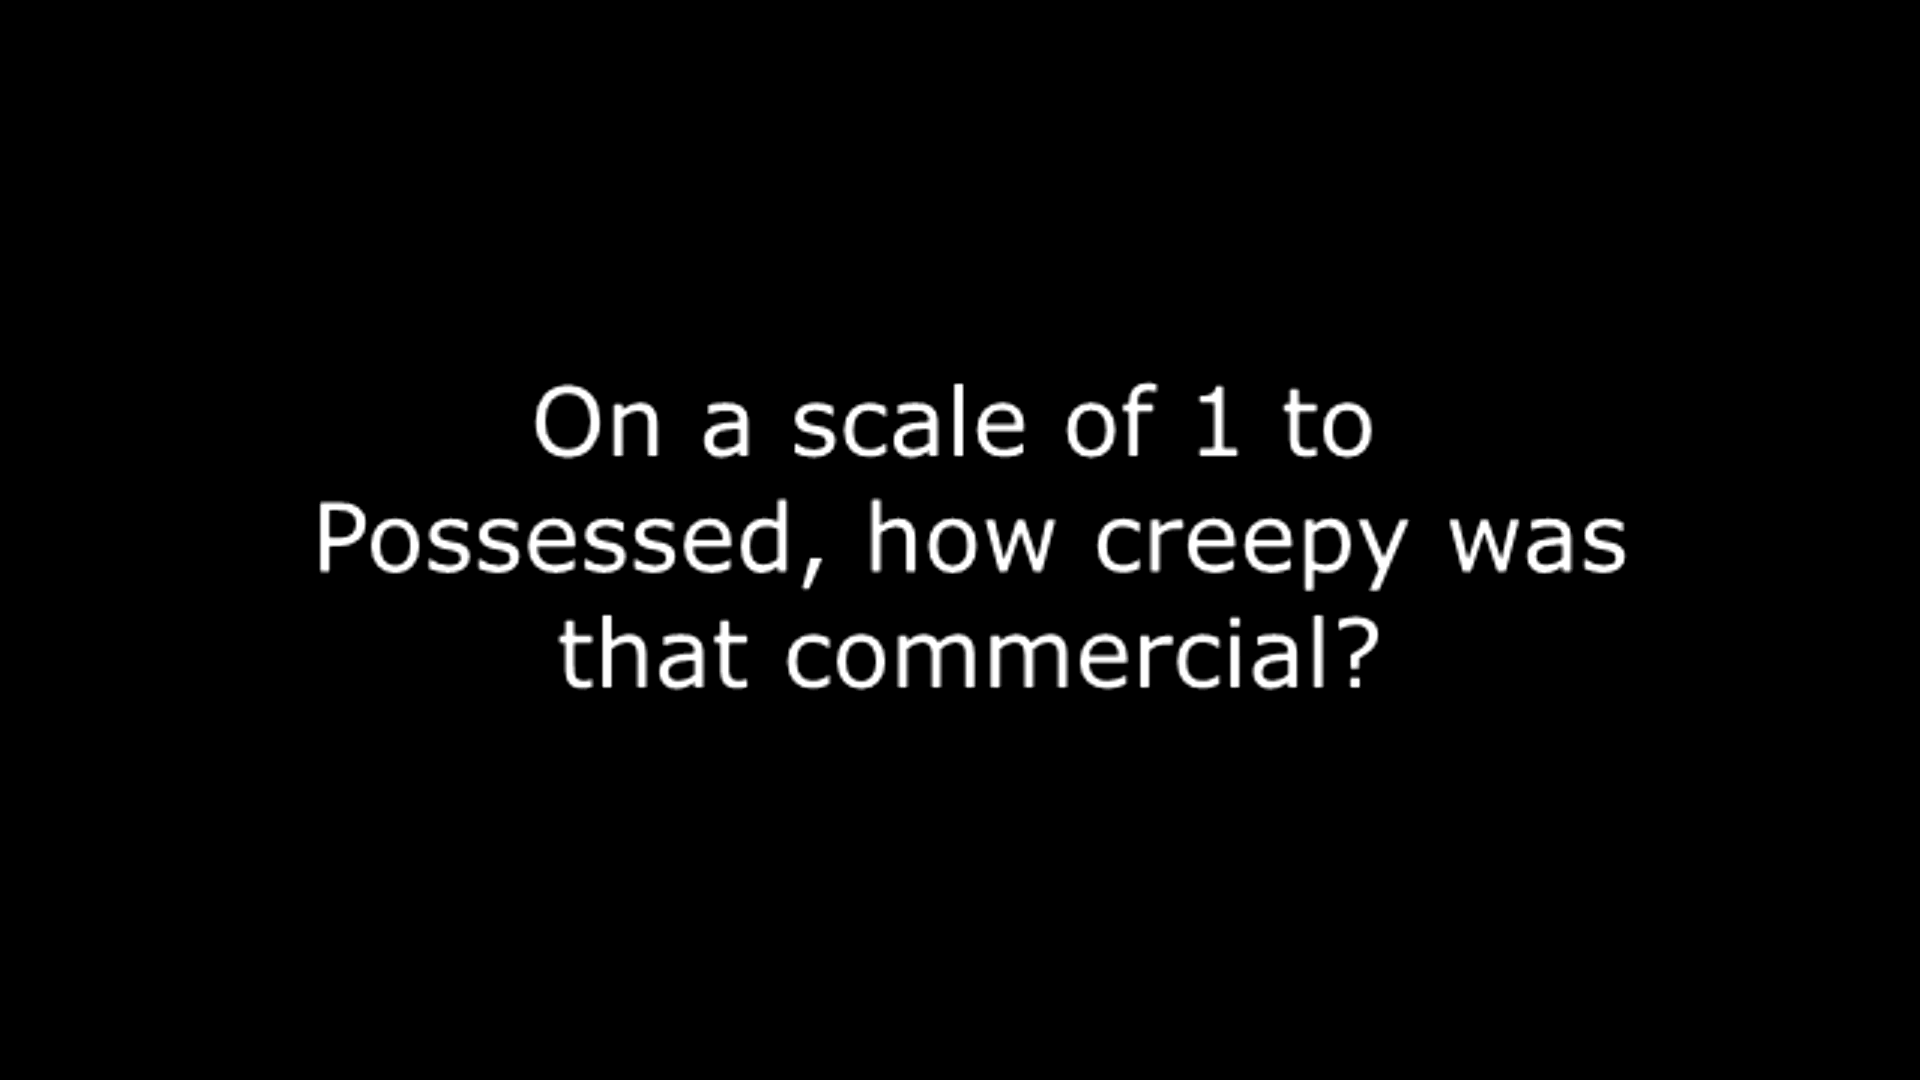 On a scale of 1 to
Possessed, how creepy was
that commercial?